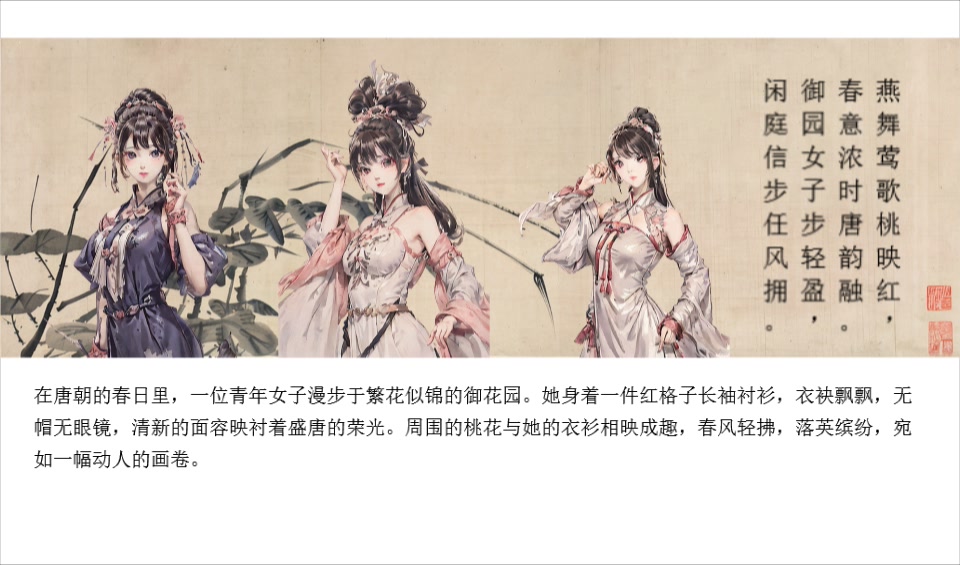 燕舞莺歌桃映红，
春意浓时唐韵融。
御园女子步轻盈，
闲庭信步任风拥。
在唐朝的春日里，一位青年女子漫步于繁花似锦的御花园。她身着一件红格子长袖衬衫，衣袂飘飘，无
帽无眼镜，清新的面容映衬着盛唐的荣光。周围的桃花与她的衣衫相映成趣，春风轻拂，落英缤纷，宛
如一幅动人的画卷。